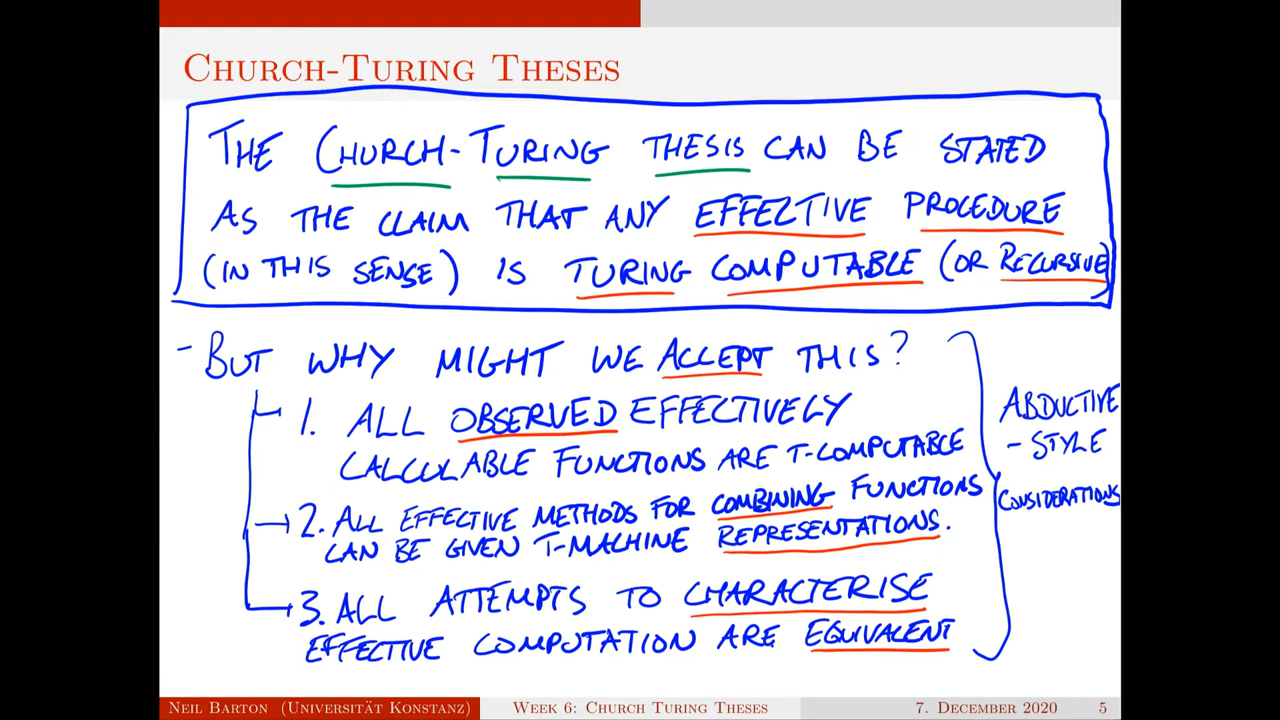 CHURCH-TURING THESES
THE CHURCH-TURING THESIS CAN BE STATED
AS THE CLAIM THAT ANY EFFECTIVE PROCEDURE
(IN THIS SENSE) IS TURING COMPUTABLE (OR RECURSIVE)
- BUT WHY MIGHT WE ACCEPT THIS?
1. ALL OBSERVED EFFECTIVELY
CALCULABLE FUNCTIONS ARE T-COMPUTABLE
2. ALL EFFECTIVE METHODS FOR COMBINING FUNCTIONS
CAN BE GIVEN T-MACHINE REPRESENTATIONS.
3. ALL ATTEMPTS TO CHARACTERISE
EFFECTIVE COMPUTATION ARE EQUIVALENT
ABDUCTIVE
- STYLE
CONSIDERATIONS
NEIL BARTON (UNIVERSITÄT KONSTANZ) WEEK 6: CHURCH TURING THESES 7. DECEMBER 2020 5